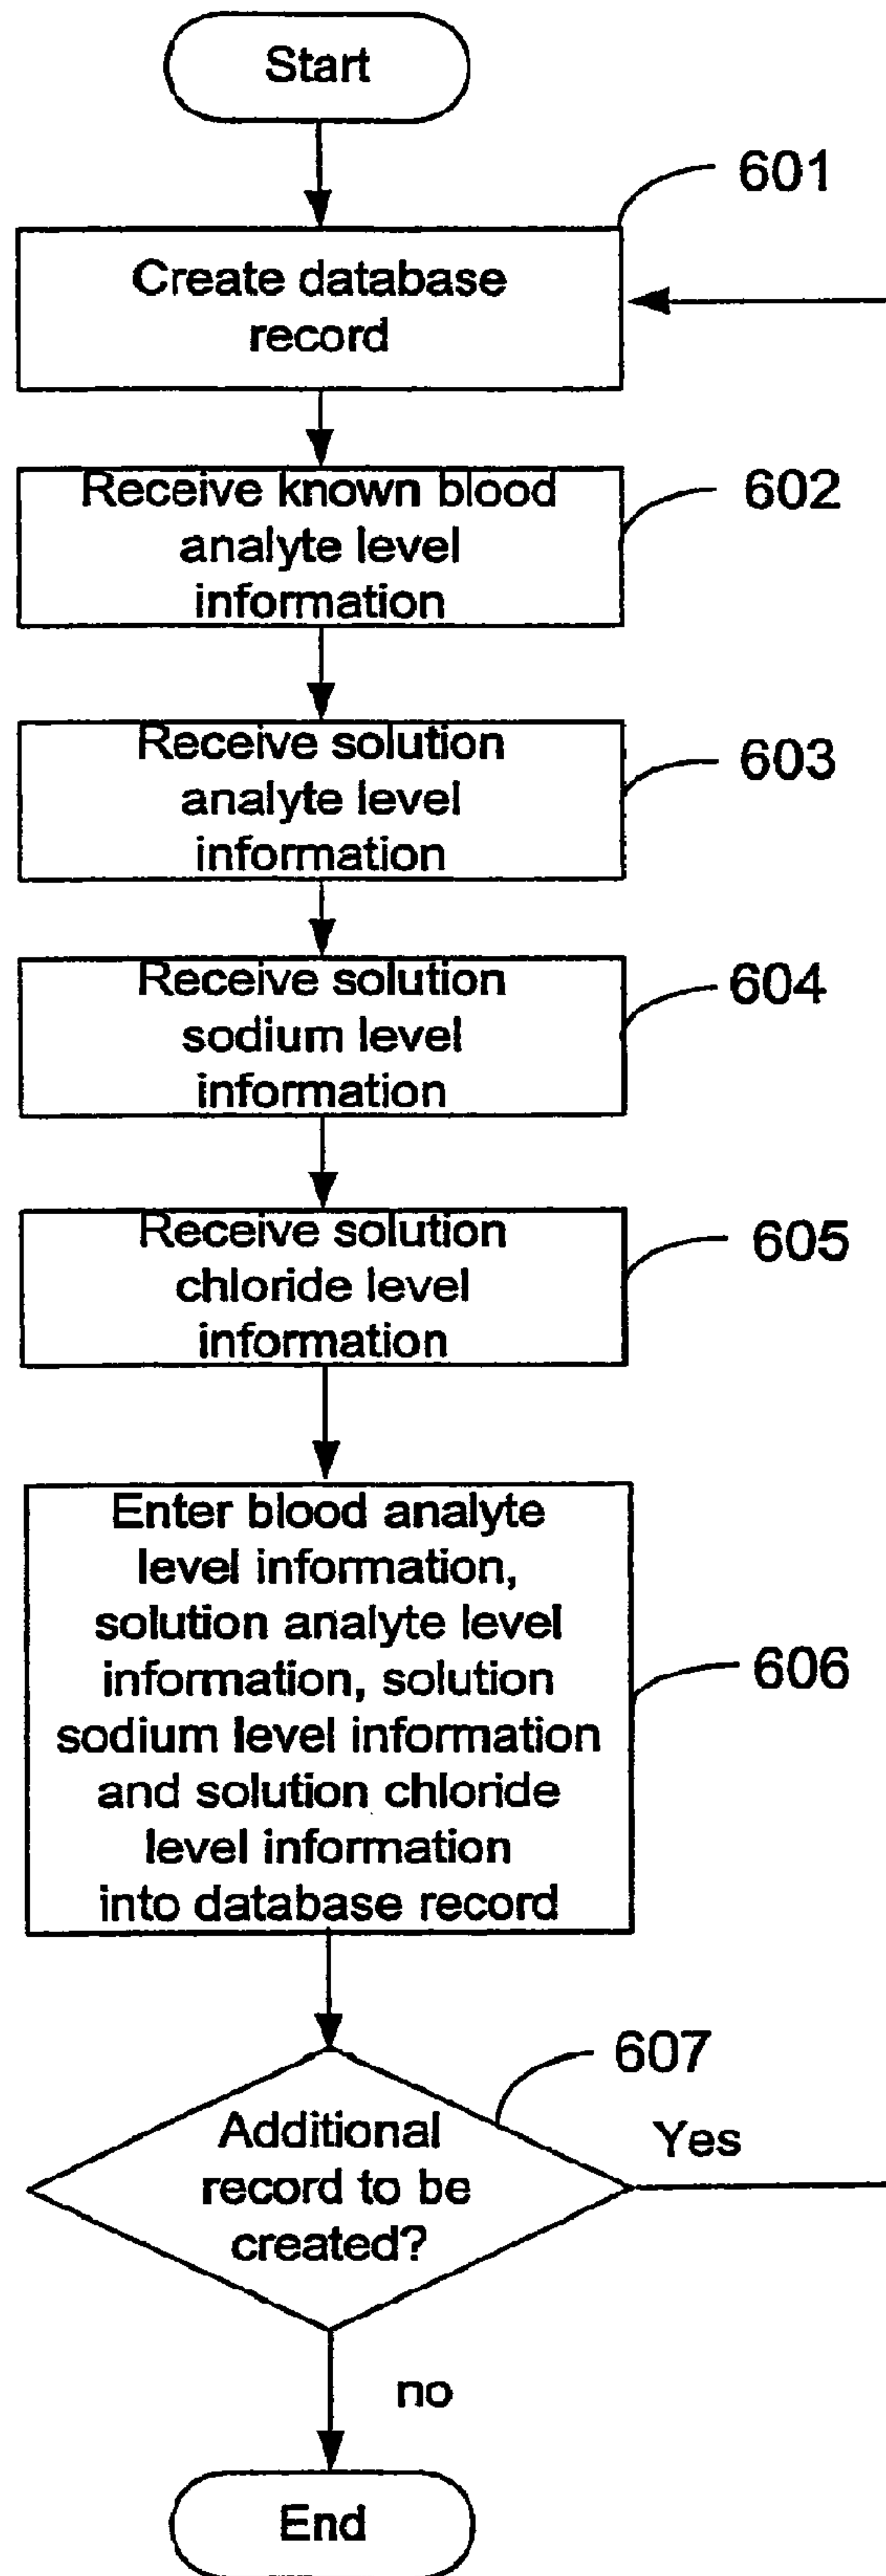 Start
601
Create database
record
602
Receive known blood
analyte level
information
603
Receive solution
analyte level
information
604
Receive solution
sodium level
information
605
Receive solution
chloride level
information
606
Enter blood analyte
level information,
solution analyte level
information, solution
sodium level information
and solution chloride
level information
into database record
607
Additional
record to be
created?
Yes
no
End